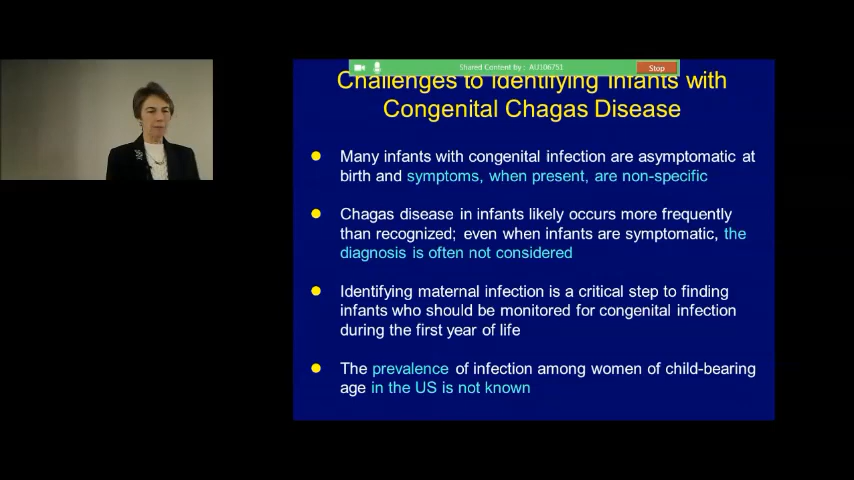 Shared Content by : AU106751
Stop
Challenges to Identifying Infants with
Congenital Chagas Disease
Many infants with congenital infection are asymptomatic at
birth and symptoms, when present, are non-specific
Chagas disease in infants likely occurs more frequently
than recognized; even when infants are symptomatic, the
diagnosis is often not considered
Identifying maternal infection is a critical step to finding
infants who should be monitored for congenital infection
during the first year of life
The prevalence of infection among women of child-bearing
age in the US is not known